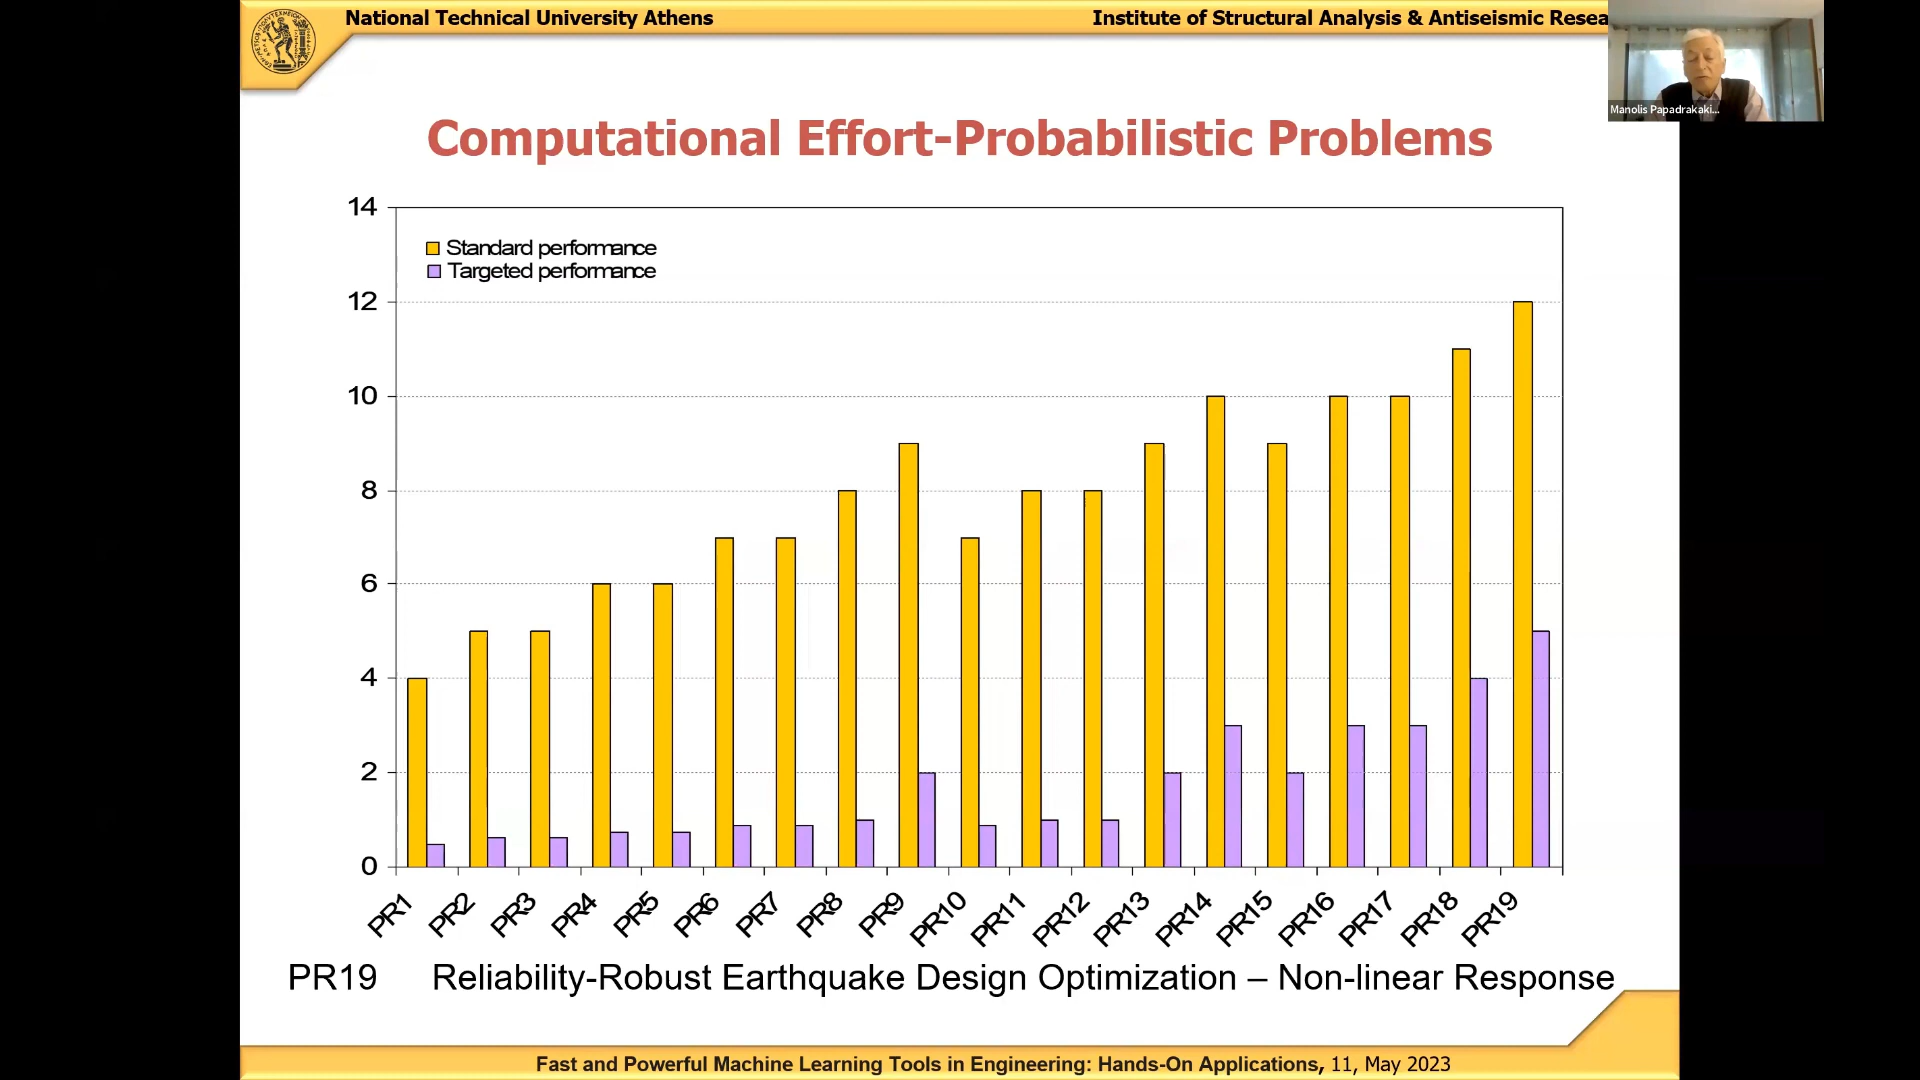 National Technical University Athens
Institute of Structural Analysis & Antiseismic Resea
Manolis Papadrakaki...
Computational Effort-Probabilistic Problems
14
Standard performance
Targeted performance
12
10
8
6
4
2
0
PR1 PR2 PR3 PR4 PR5 PR6 PR7 PR8 PR9 PR10 PR11 PR12 PR13 PR14 PR15 PR16 PR17 PR18 PR19
PR19 Reliability-Robust Earthquake Design Optimization – Non-linear Response
Fast and Powerful Machine Learning Tools in Engineering: Hands-On Applications, 11, May 2023